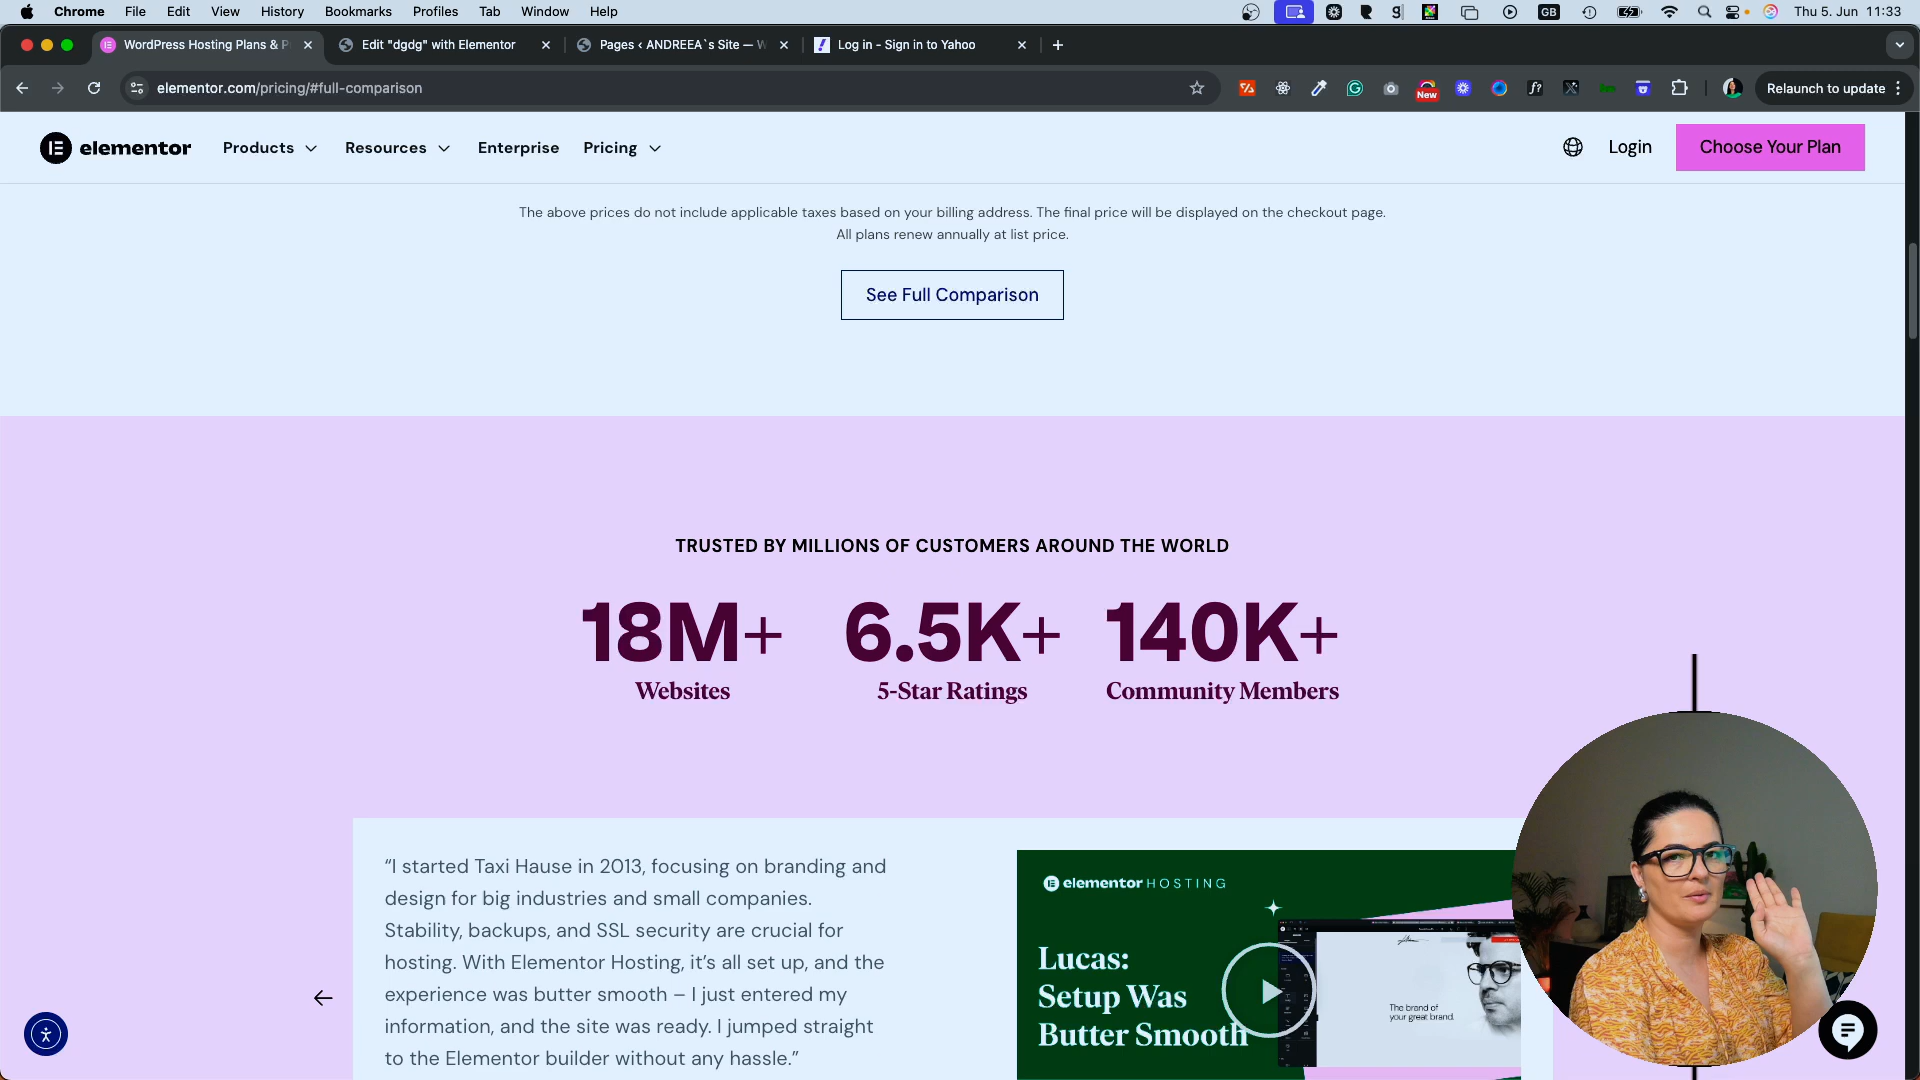 Chrome File Edit View History Bookmarks Profiles Tab Window Help
GB Thu 5. Jun 11:33
WordPress Hosting Plans & P
Edit "dgdg" with Elementor
Pages ‹ ANDREEA`s Site — W
Log in - Sign in to Yahoo
elementor.com/pricing/#full-comparison
New
Relaunch to update
elementor
Products
Resources
Enterprise
Pricing
Login
Choose Your Plan
The above prices do not include applicable taxes based on your billing address. The final price will be displayed on the checkout page.
All plans renew annually at list price.
See Full Comparison
TRUSTED BY MILLIONS OF CUSTOMERS AROUND THE WORLD
18M+ 6.5K+ 140K+
Websites 5-Star Ratings Community Members
“I started Taxi Hause in 2013, focusing on branding and
design for big industries and small companies.
Stability, backups, and SSL security are crucial for
hosting. With Elementor Hosting, it’s all set up, and the
experience was butter smooth – I just entered my
information, and the site was ready. I jumped straight
to the Elementor builder without any hassle.”
elementor HOSTING
Lucas:
Setup Was
Butter Smooth
The brand of
your great brand.